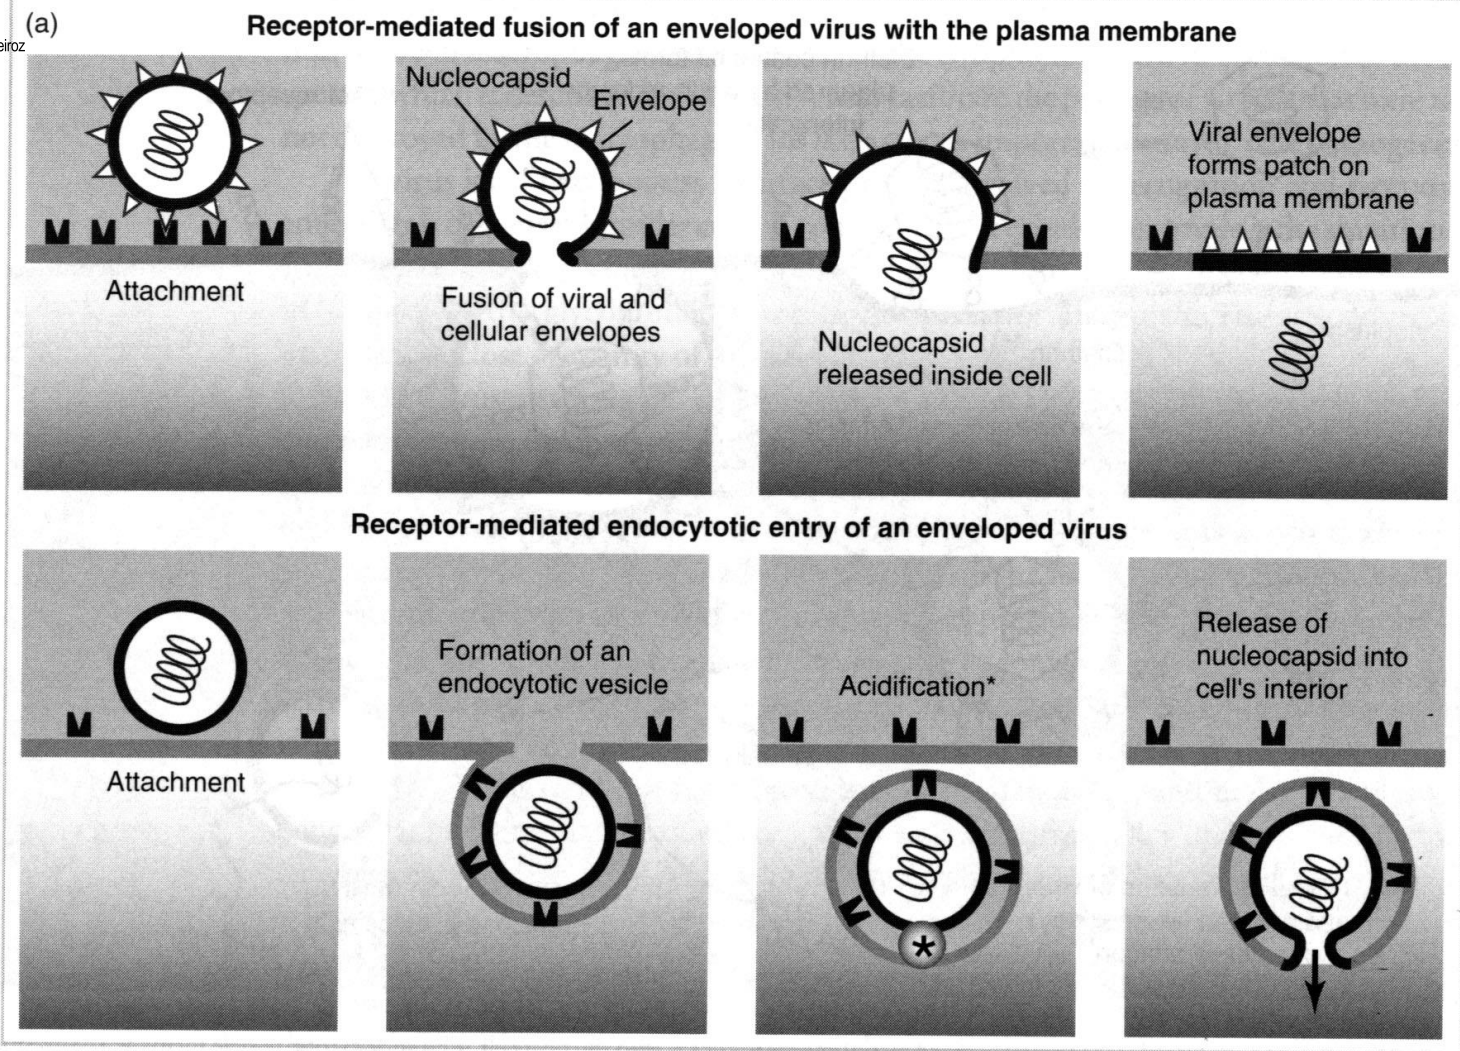 (a)
Receptor-mediated fusion of an enveloped virus with the plasma membrane
eiroz
Nucleocapsid
Envelope
Viral envelope
forms patch on
plasma membrane
Attachment
Fusion of viral and
cellular envelopes
Nucleocapsid
released inside cell
Receptor-mediated endocytotic entry of an enveloped virus
Attachment
Formation of an
endocytotic vesicle
Acidification*
*
Release of
nucleocapsid into
cell's interior